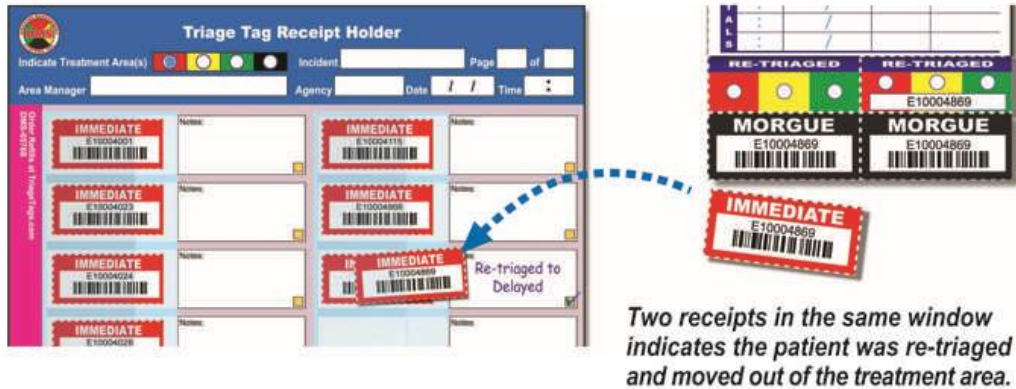 Triage Tag Receipt Holder
Indicate Treatment Area(s)
Incident
Page
of
Area Manager
Agency
Date
/ /
Time
:
Order Refills at TriageTags.com
DMS-05768
IMMEDIATE
E10004001
Notes:
IMMEDIATE
E10004115
Notes:
IMMEDIATE
E10004023
Notes:
IMMEDIATE
Notes:
IMMEDIATE
E10004024
Notes:
IMMEDIATE
E10004869
Re-triaged to
Delayed
IMMEDIATE
E10004028
Notes:
Notes:
A
L
S
: /
: /
RE-TRIAGED
RE-TRIAGED
E10004869
MORGUE
E10004869
MORGUE
E10004869
IMMEDIATE
E10004869
Two receipts in the same window
indicates the patient was re-triaged
and moved out of the treatment area.